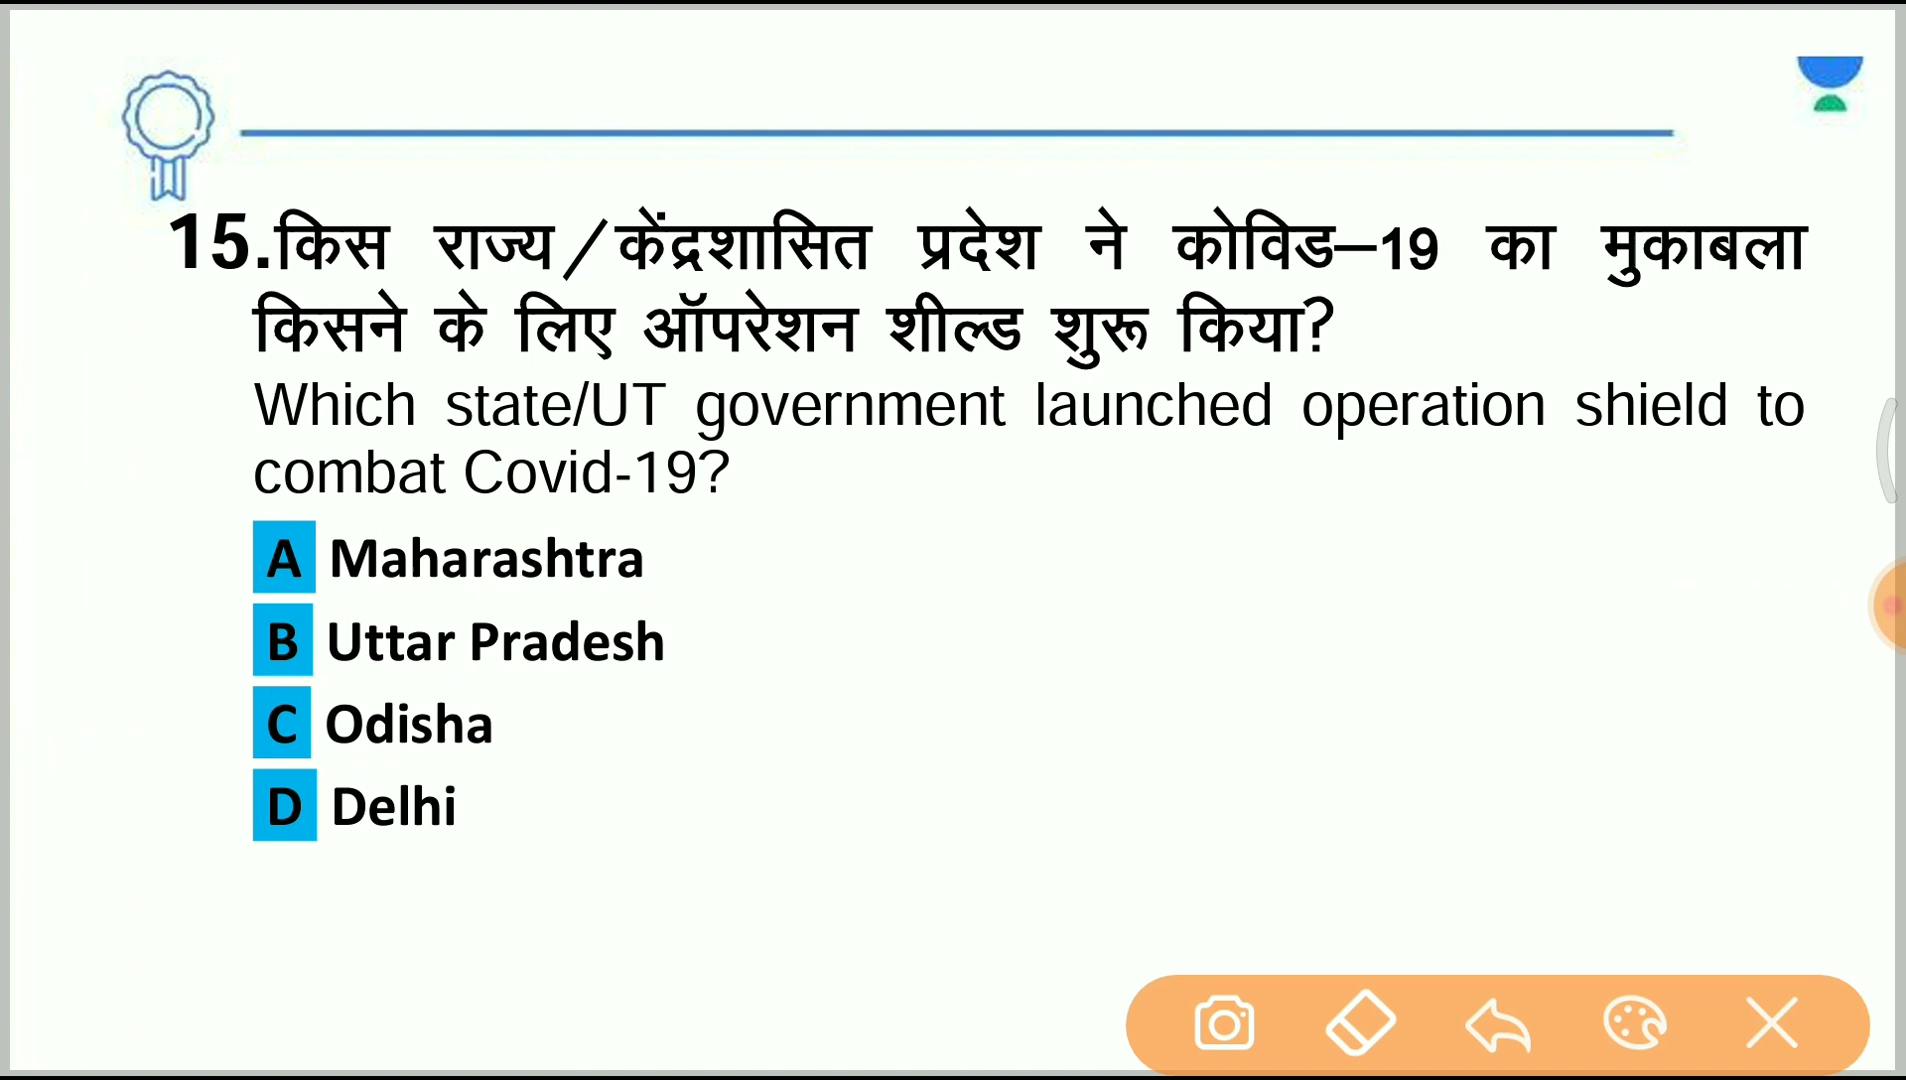 15.किस राज्य/केंद्रशासित प्रदेश ने कोविड–19 का मुकाबला
किसने के लिए ऑपरेशन शील्ड शुरू किया?
Which state/UT government launched operation shield to
combat Covid-19?
A Maharashtra
B Uttar Pradesh
C Odisha
D Delhi